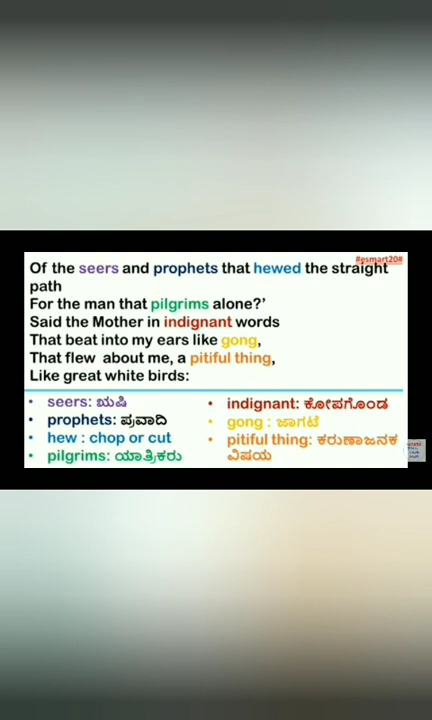 #esmart20#
Of the seers and prophets that hewed the straight
path
For the man that pilgrims alone?’
Said the Mother in indignant words
That beat into my ears like gong,
That flew about me, a pitiful thing,
Like great white birds:
• seers: ಋಷಿ
• prophets: ಪ್ರವಾದಿ
• hew : chop or cut
• pilgrims: ಯಾತ್ರಿಕರು
• indignant: ಕೋಪಗೊಂಡ
• gong : ಜಾಗಟೆ
• pitiful thing: ಕರುಣಾಜನಕ
ವಿಷಯ